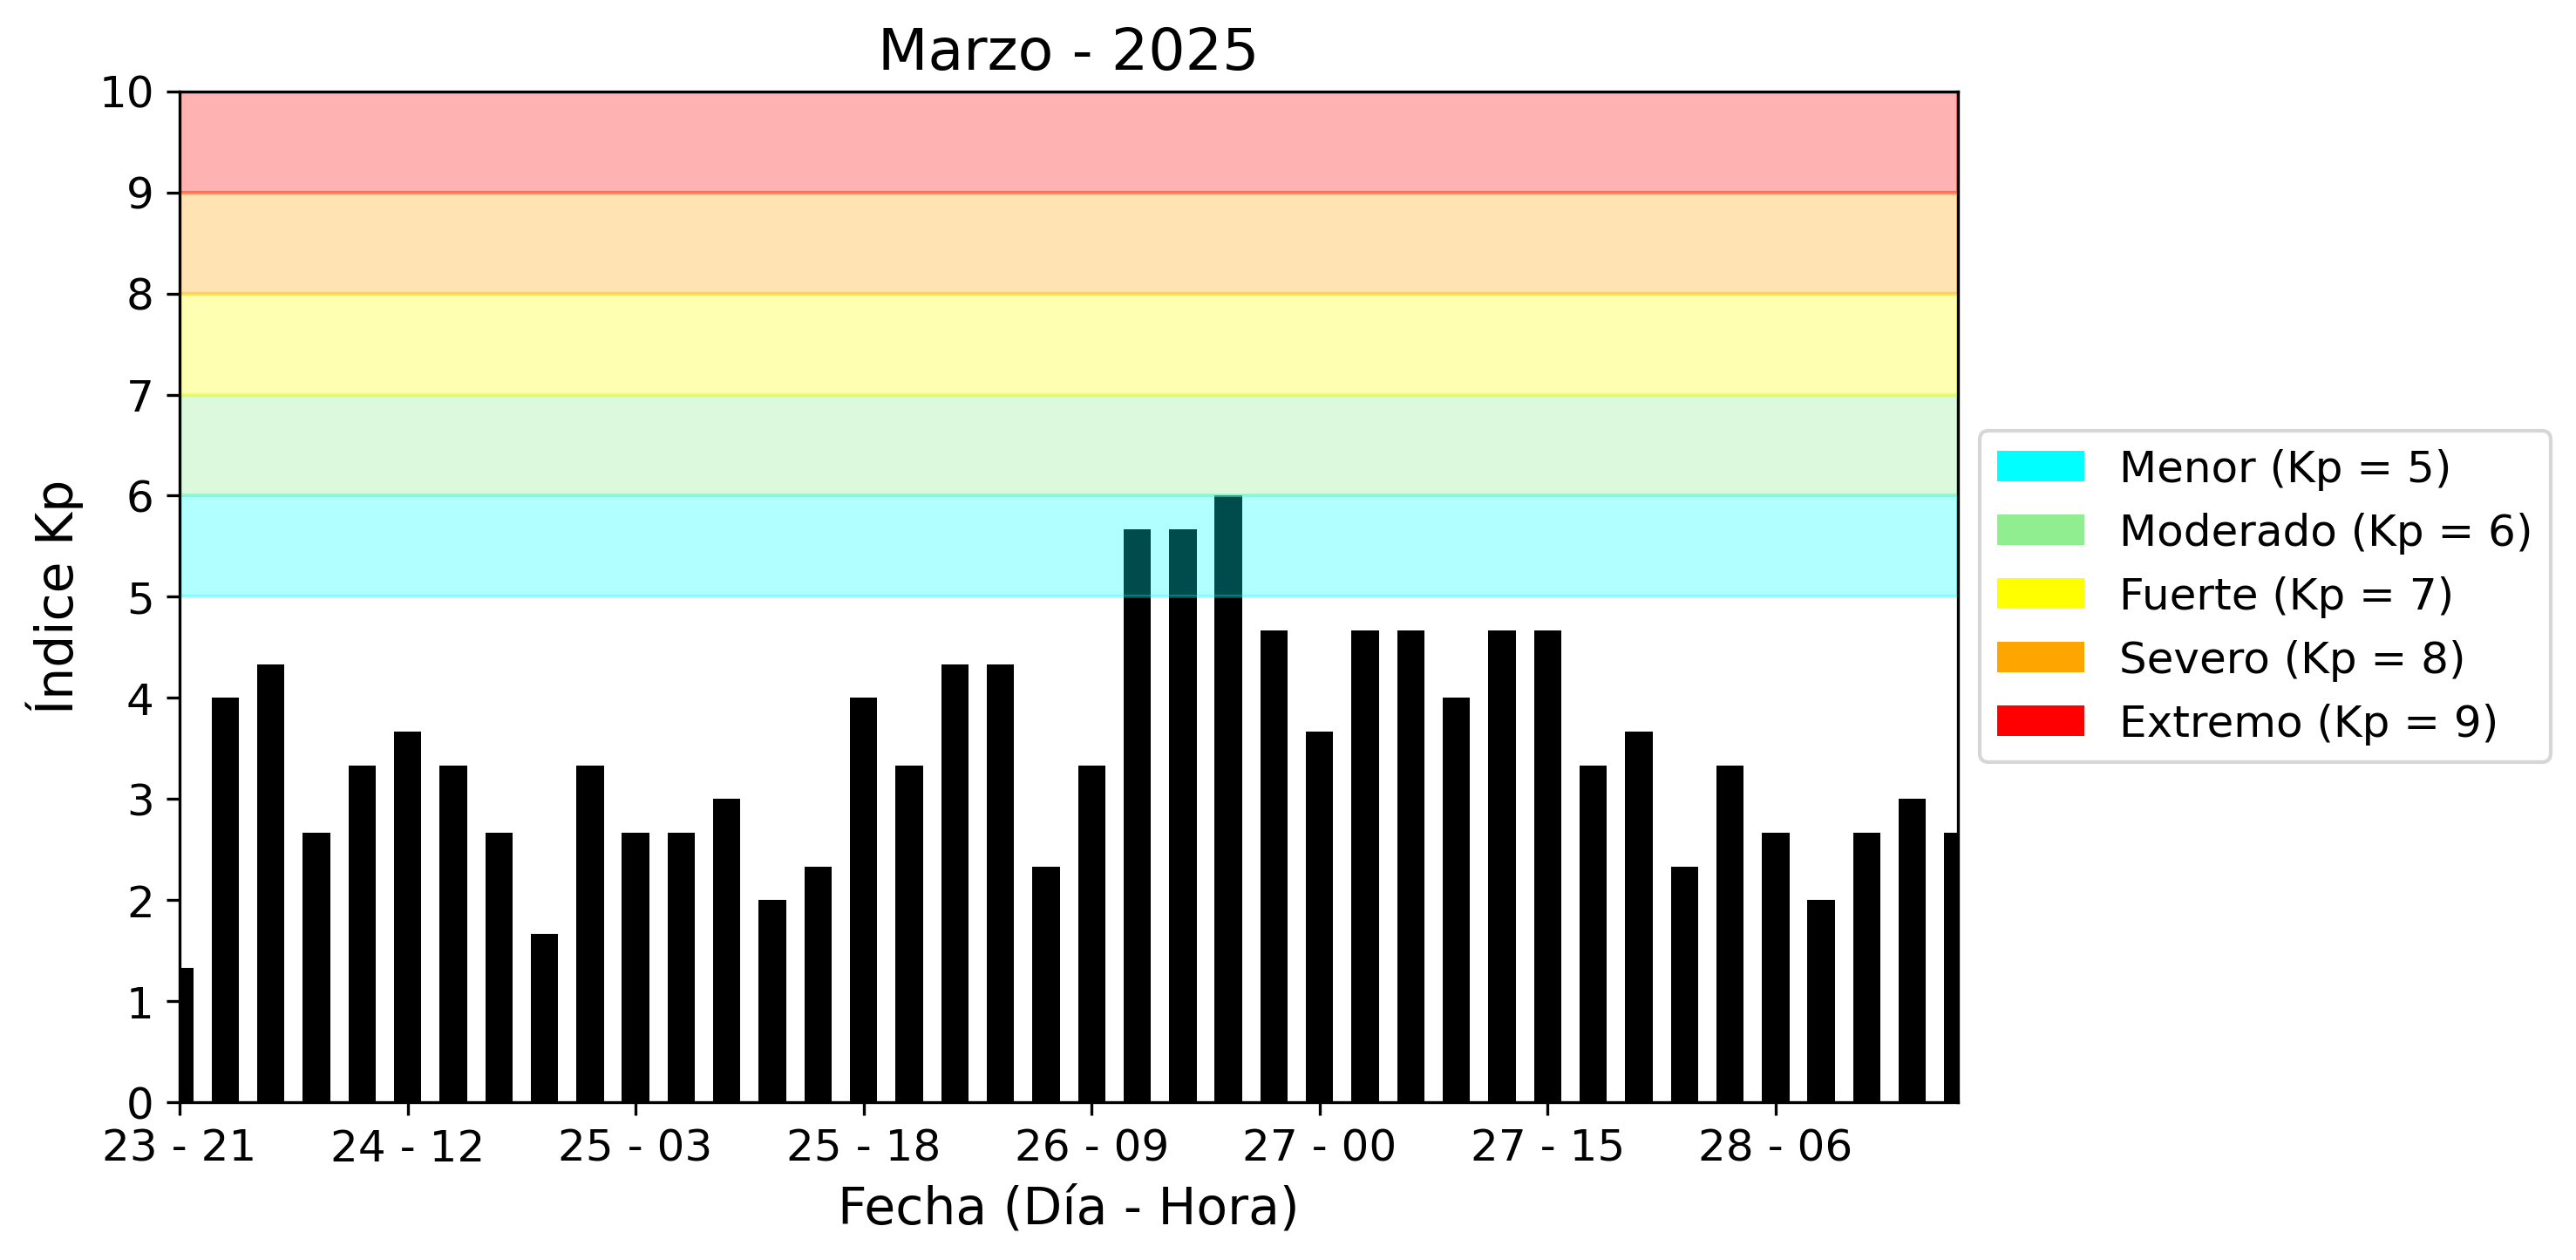 Marzo - 2025
Índice Kp
10
9
8
7
6
5
4
3
2
1
0
23 - 21
24 - 12
25 - 03
25 - 18
26 - 09
27 - 00
27 - 15
28 - 06
Fecha (Día - Hora)
Menor (Kp = 5)
Moderado (Kp = 6)
Fuerte (Kp = 7)
Severo (Kp = 8)
Extremo (Kp = 9)